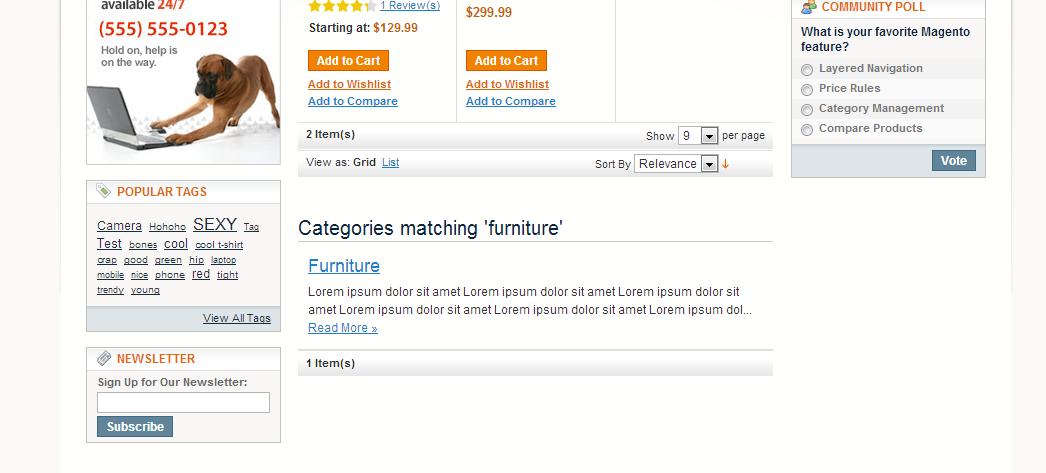 available 24/7
(555) 555-0123
Hold on, help is
on the way.
POPULAR TAGS
Camera Hohoho SEXY Tag
Test bones cool cool t-shirt
crap good green hip laptop
mobile nice phone red tight
trendy young
View All Tags
NEWSLETTER
Sign Up for Our Newsletter:
Subscribe
1 Review(s)
Starting at: $129.99
Add to Cart
Add to Wishlist
Add to Compare
$299.99
Add to Cart
Add to Wishlist
Add to Compare
2 Item(s)
Show 9 per page
View as: Grid List
Sort By Relevance
Categories matching 'furniture'
Furniture
Lorem ipsum dolor sit amet Lorem ipsum dolor sit amet Lorem ipsum dolor sit
amet Lorem ipsum dolor sit amet Lorem ipsum dolor sit amet Lorem ipsum dol...
Read More »
1 Item(s)
COMMUNITY POLL
What is your favorite Magento
feature?
Layered Navigation
Price Rules
Category Management
Compare Products
Vote